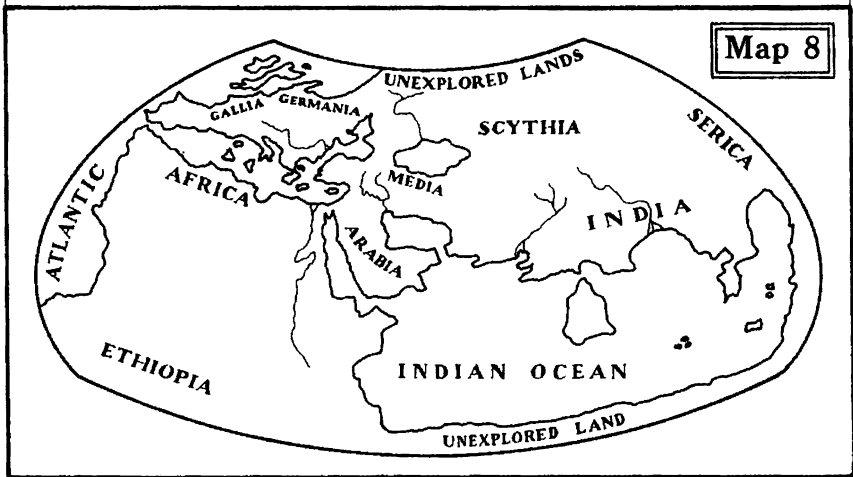 Map 8
UNEXPLORED LANDS
GALLIA GERMANIA
SCYTHIA
SERICA
MEDIA
AFRICA
ATLANTIC
INDIA
ARABIA
ETHIOPIA
INDIAN OCEAN
UNEXPLORED LAND